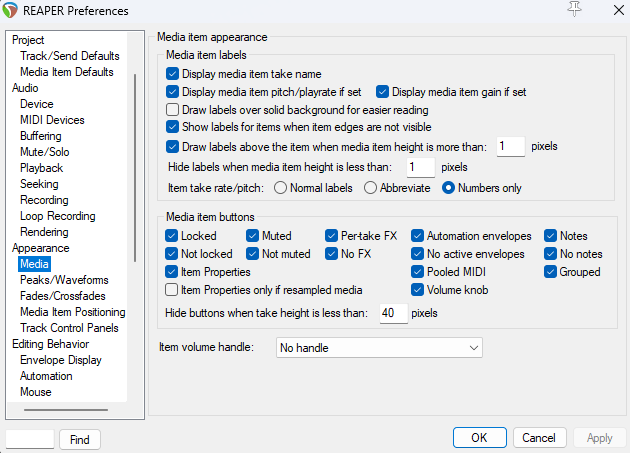 REAPER Preferences
Project
Track/Send Defaults
Media Item Defaults
Audio
Device
MIDI Devices
Buffering
Mute/Solo
Playback
Seeking
Recording
Loop Recording
Rendering
Appearance
Media
Peaks/Waveforms
Fades/Crossfades
Media Item Positioning
Track Control Panels
Editing Behavior
Envelope Display
Automation
Mouse
Find
Media item appearance
Media item labels
Display media item take name
Display media item pitch/playrate if set Display media item gain if set
Draw labels over solid background for easier reading
Show labels for items when item edges are not visible
Draw labels above the item when media item height is more than: 1 pixels
Hide labels when media item height is less than: 1 pixels
Item take rate/pitch: Normal labels Abbreviate Numbers only
Media item buttons
Locked Muted Per-take FX Automation envelopes Notes
Not locked Not muted No FX No active envelopes No notes
Item Properties Pooled MIDI Grouped
Item Properties only if resampled media Volume knob
Hide buttons when take height is less than: 40 pixels
Item volume handle: No handle
OK Cancel Apply